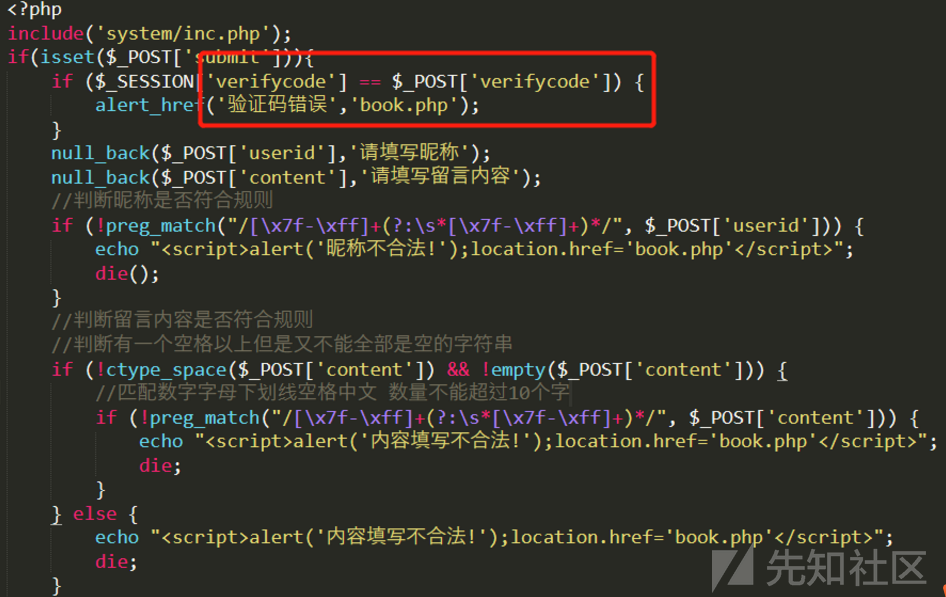 <?php
include('system/inc.php');
if(isset($_POST['submit'])){
if ($_SESSION['verifycode'] == $_POST['verifycode']) {
alert_href('验证码错误','book.php');
}
null_back($_POST['userid'],'请填写昵称');
null_back($_POST['content'],'请填写留言内容');
//判断昵称是否符合规则
if (!preg_match("/[\x7f-\xff]+(?:\s*[\x7f-\xff]+)*/", $_POST['userid'])) {
echo "<script>alert('昵称不合法!');location.href='book.php'</script>";
die();
}
//判断留言内容是否符合规则
//判断有一个空格以上但是又不能全部是空的字符串
if (!ctype_space($_POST['content']) && !empty($_POST['content'])) {
//匹配数字字母下划线空格中文 数量不能超过10个字
if (!preg_match("/[\x7f-\xff]+(?:\s*[\x7f-\xff]+)*/", $_POST['content'])) {
echo "<script>alert('内容填写不合法!');location.href='book.php'</script>";
die;
}
} else {
echo "<script>alert('内容填写不合法!');location.href='book.php'</script>";
die;
}
先知社区